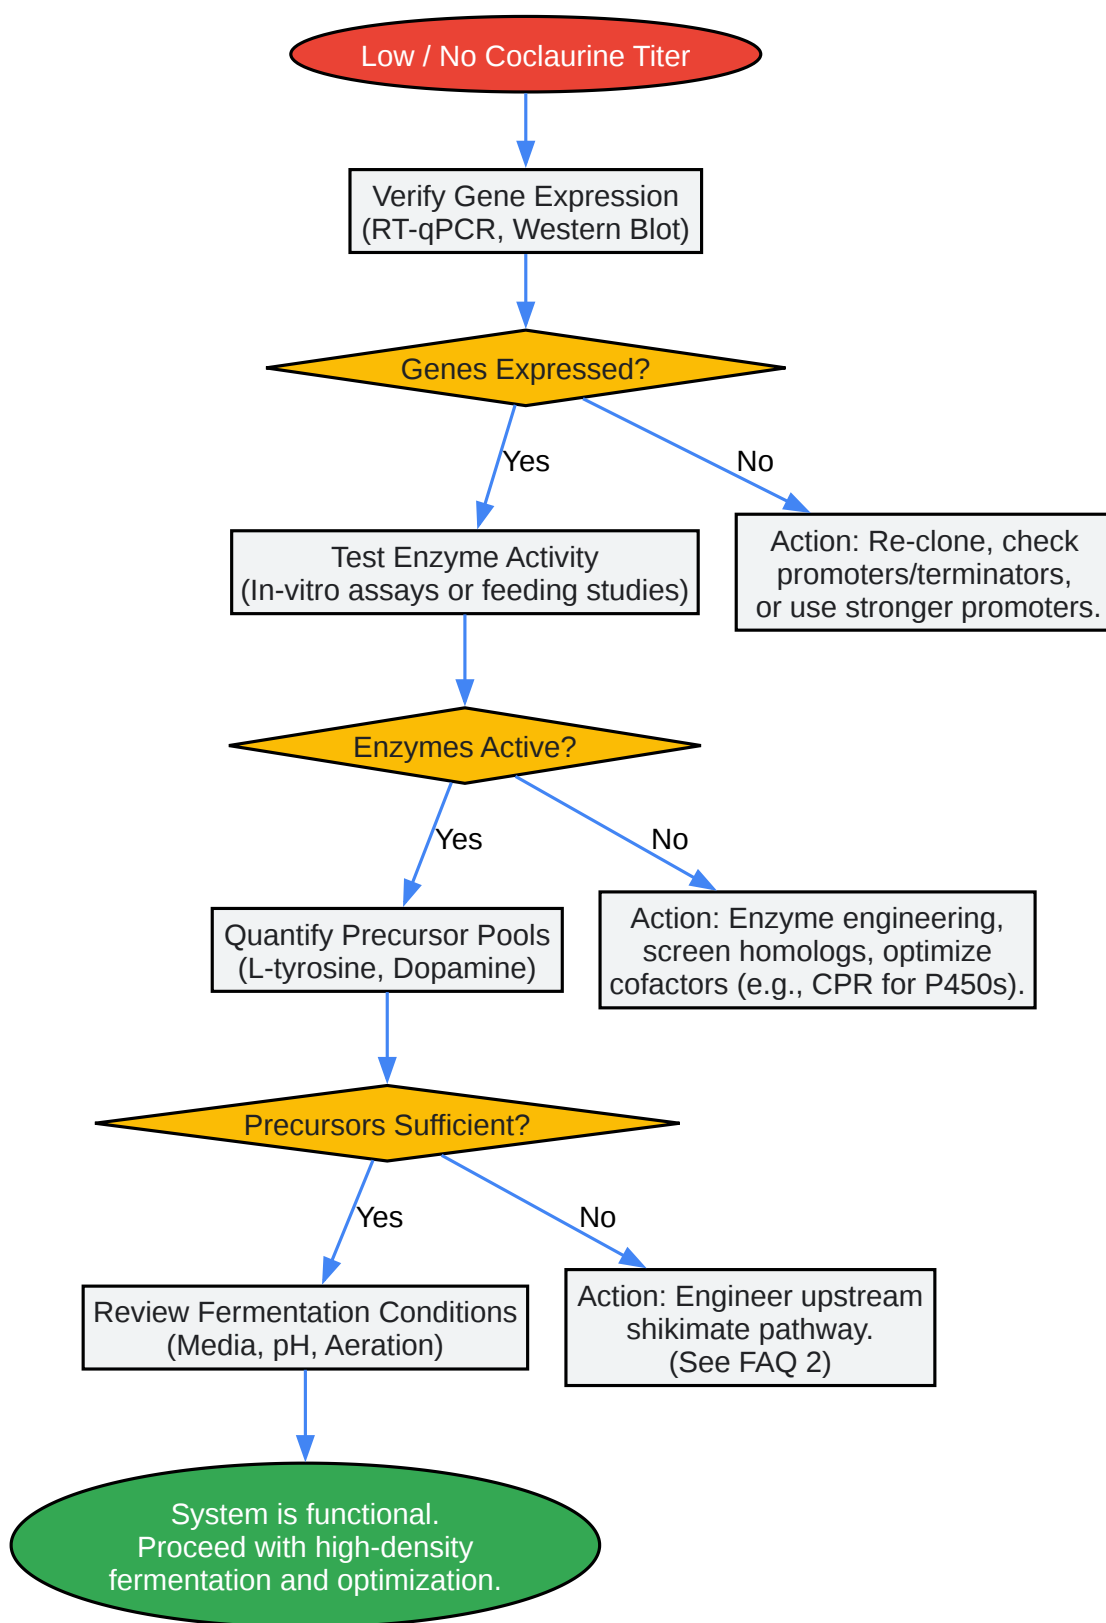 Low / No Coclaurine Titer
Verify Gene Expression
(RT-qPCR, Western Blot)
Genes Expressed?
Yes
No
Test Enzyme Activity
(In-vitro assays or feeding studies)
Action: Re-clone, check
promoters/terminators,
or use stronger promoters.
Enzymes Active?
Yes
No
Quantify Precursor Pools
(L-tyrosine, Dopamine)
Action: Enzyme engineering,
screen homologs, optimize
cofactors (e.g., CPR for P450s).
Precursors Sufficient?
Yes
No
Review Fermentation Conditions
(Media, pH, Aeration)
Action: Engineer upstream
shikimate pathway.
(See FAQ 2)
System is functional.
Proceed with high-density
fermentation and optimization.